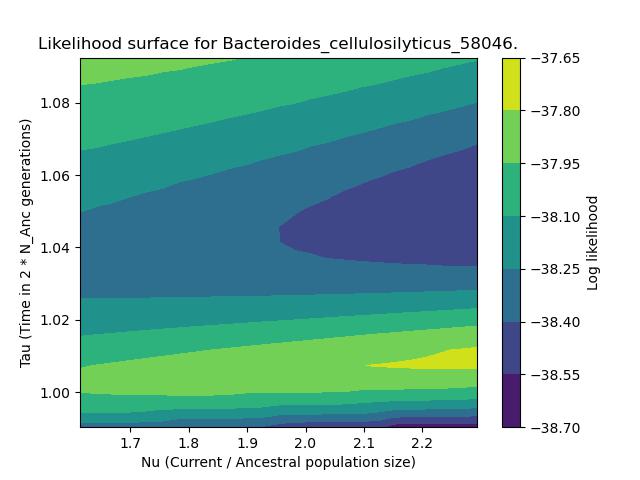 Likelihood surface for Bacteroides_cellulosilyticus_58046.
Tau (Time in 2 * N_Anc generations)
1.08
1.06
1.04
1.02
1.00
1.7 1.8 1.9 2.0 2.1 2.2
Nu (Current / Ancestral population size)
−37.65
−37.80
−37.95
−38.10
−38.25
−38.40
−38.55
−38.70
Log likelihood